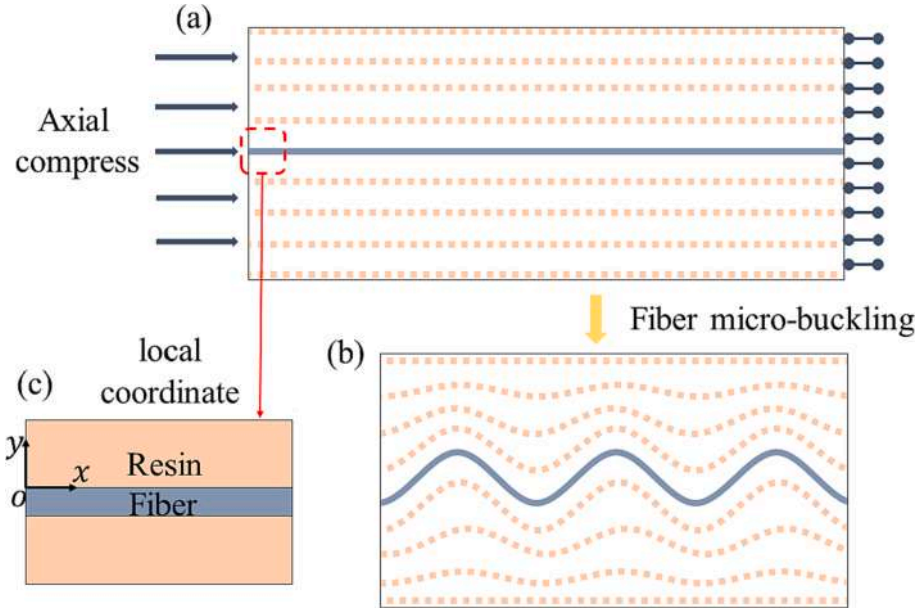 (a)
Axial
compress
Fiber micro-buckling
(b)
local
coordinate
(c)
y
x
o
Resin
Fiber